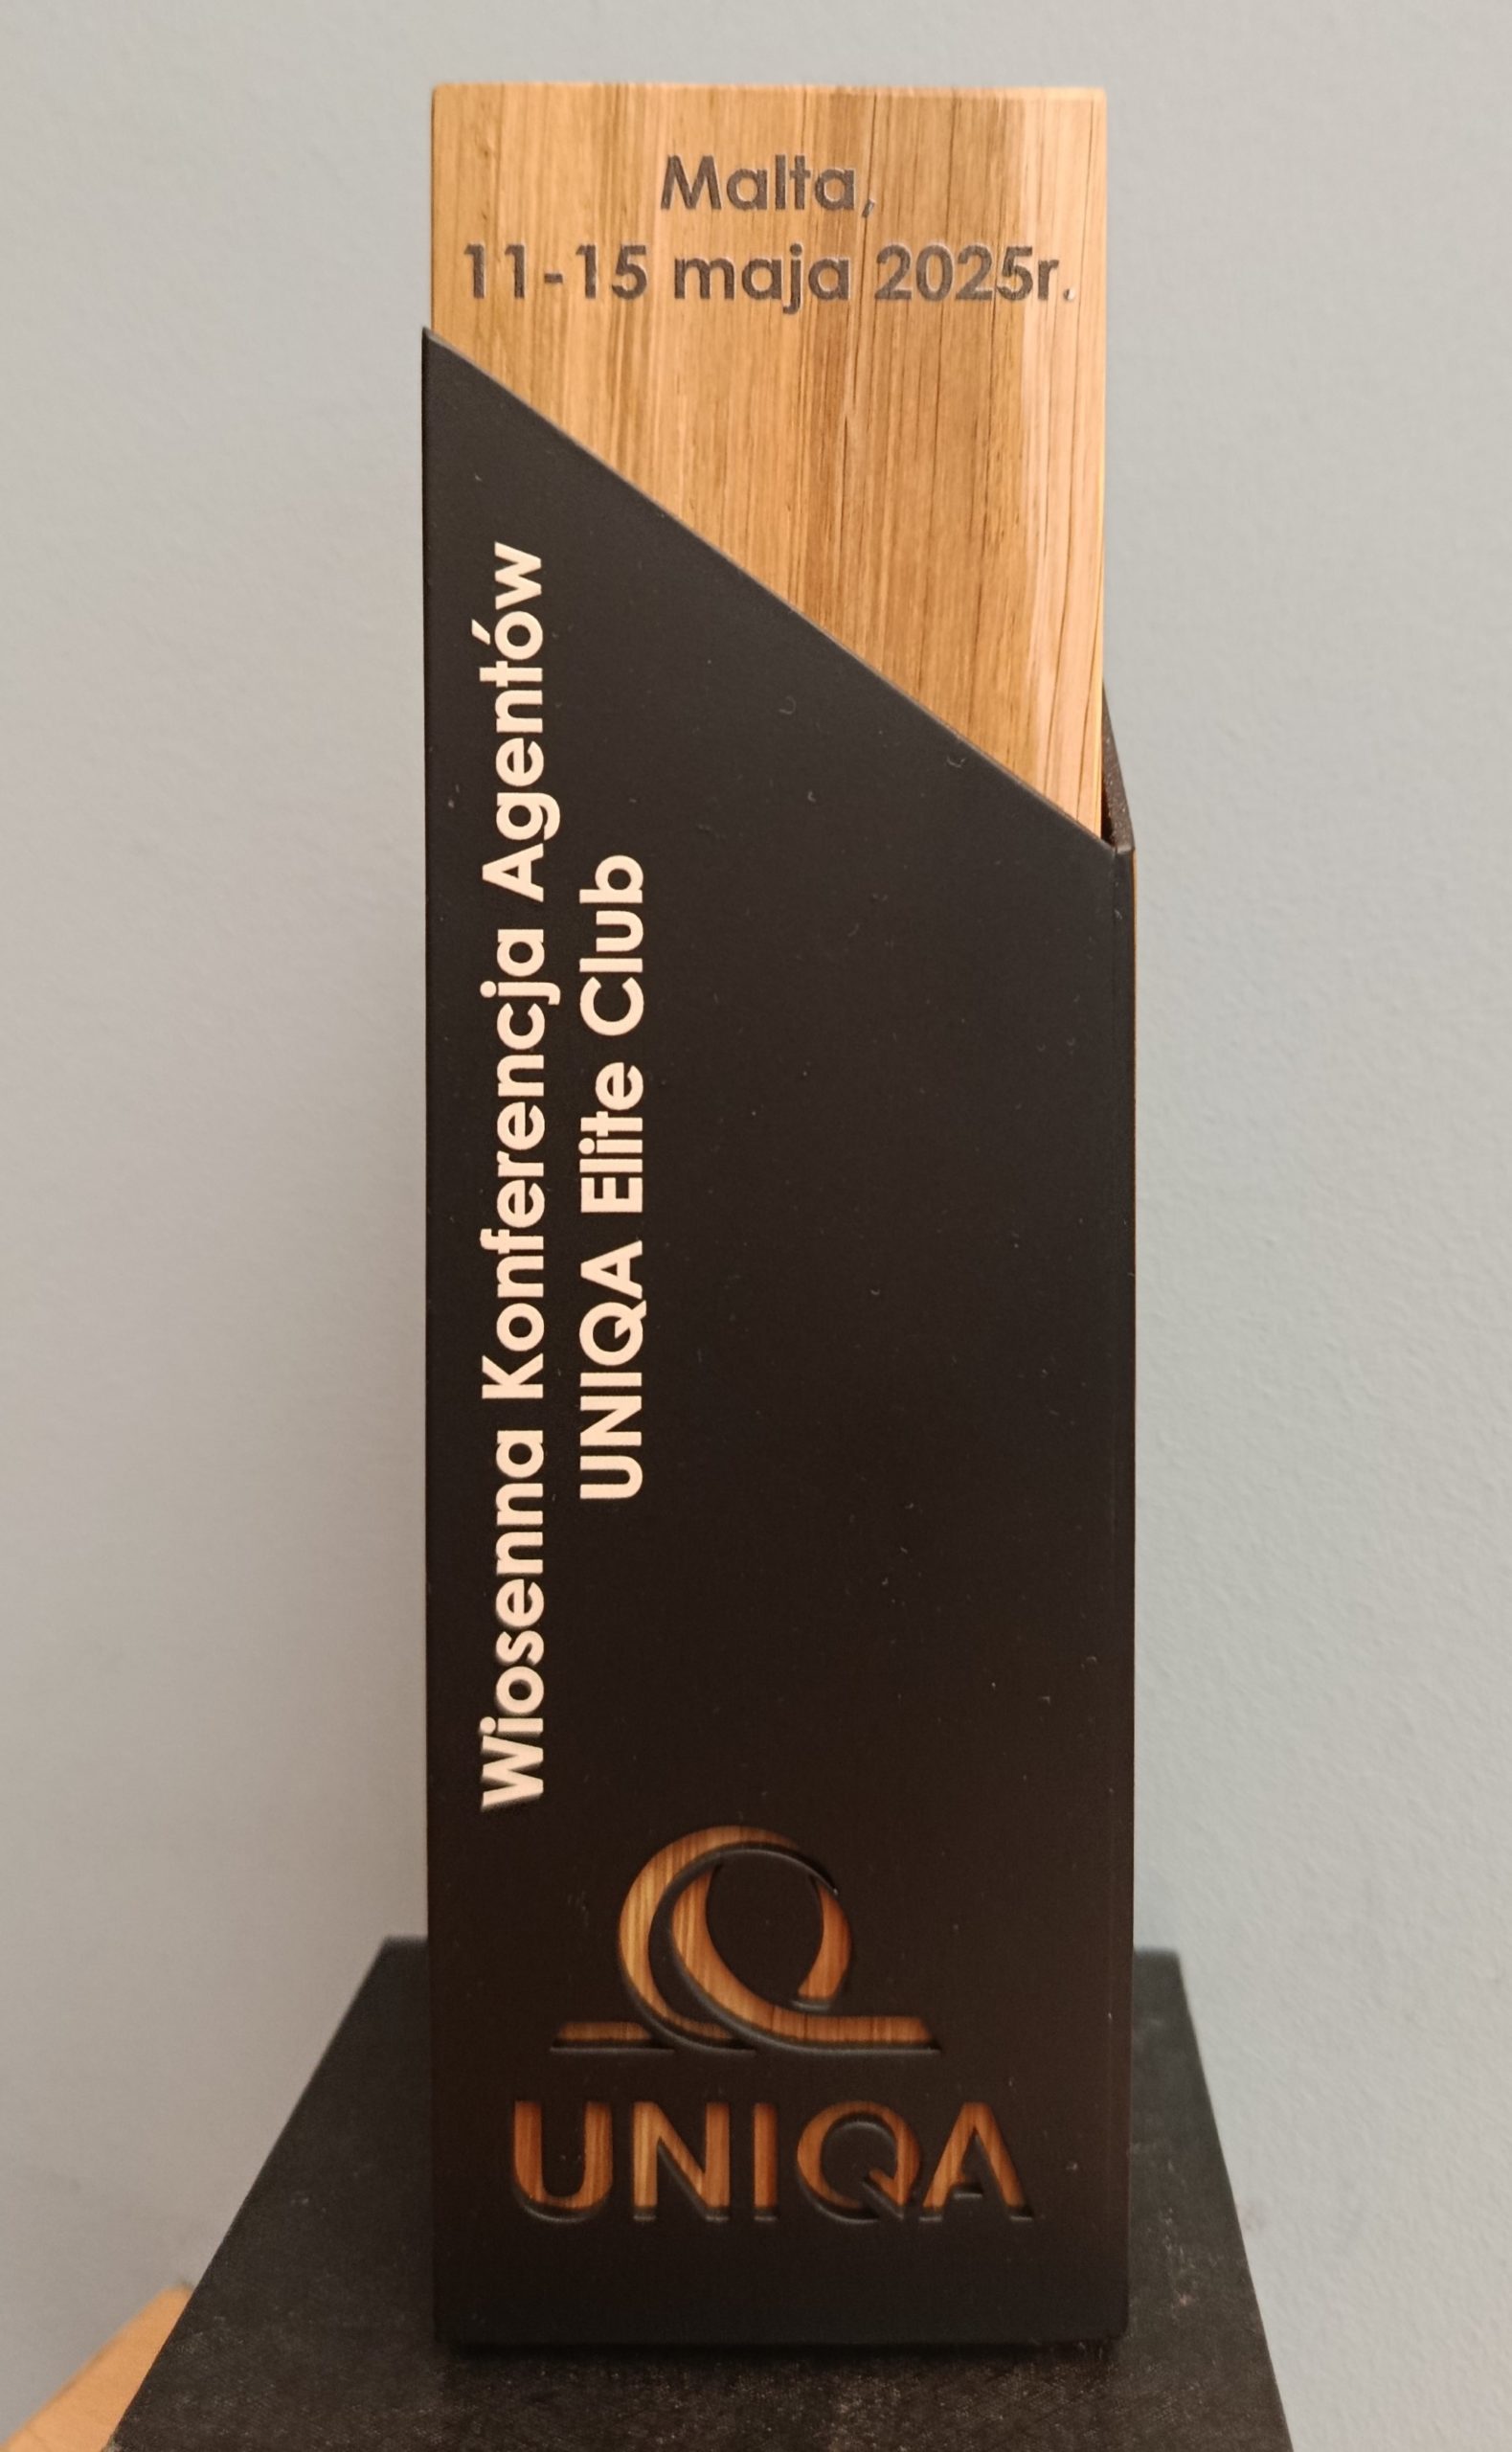 Malta,
11-15 maja 2025r.
Wiosenna Konferencja Agentów
UNIQA Elite Club
UNIQA